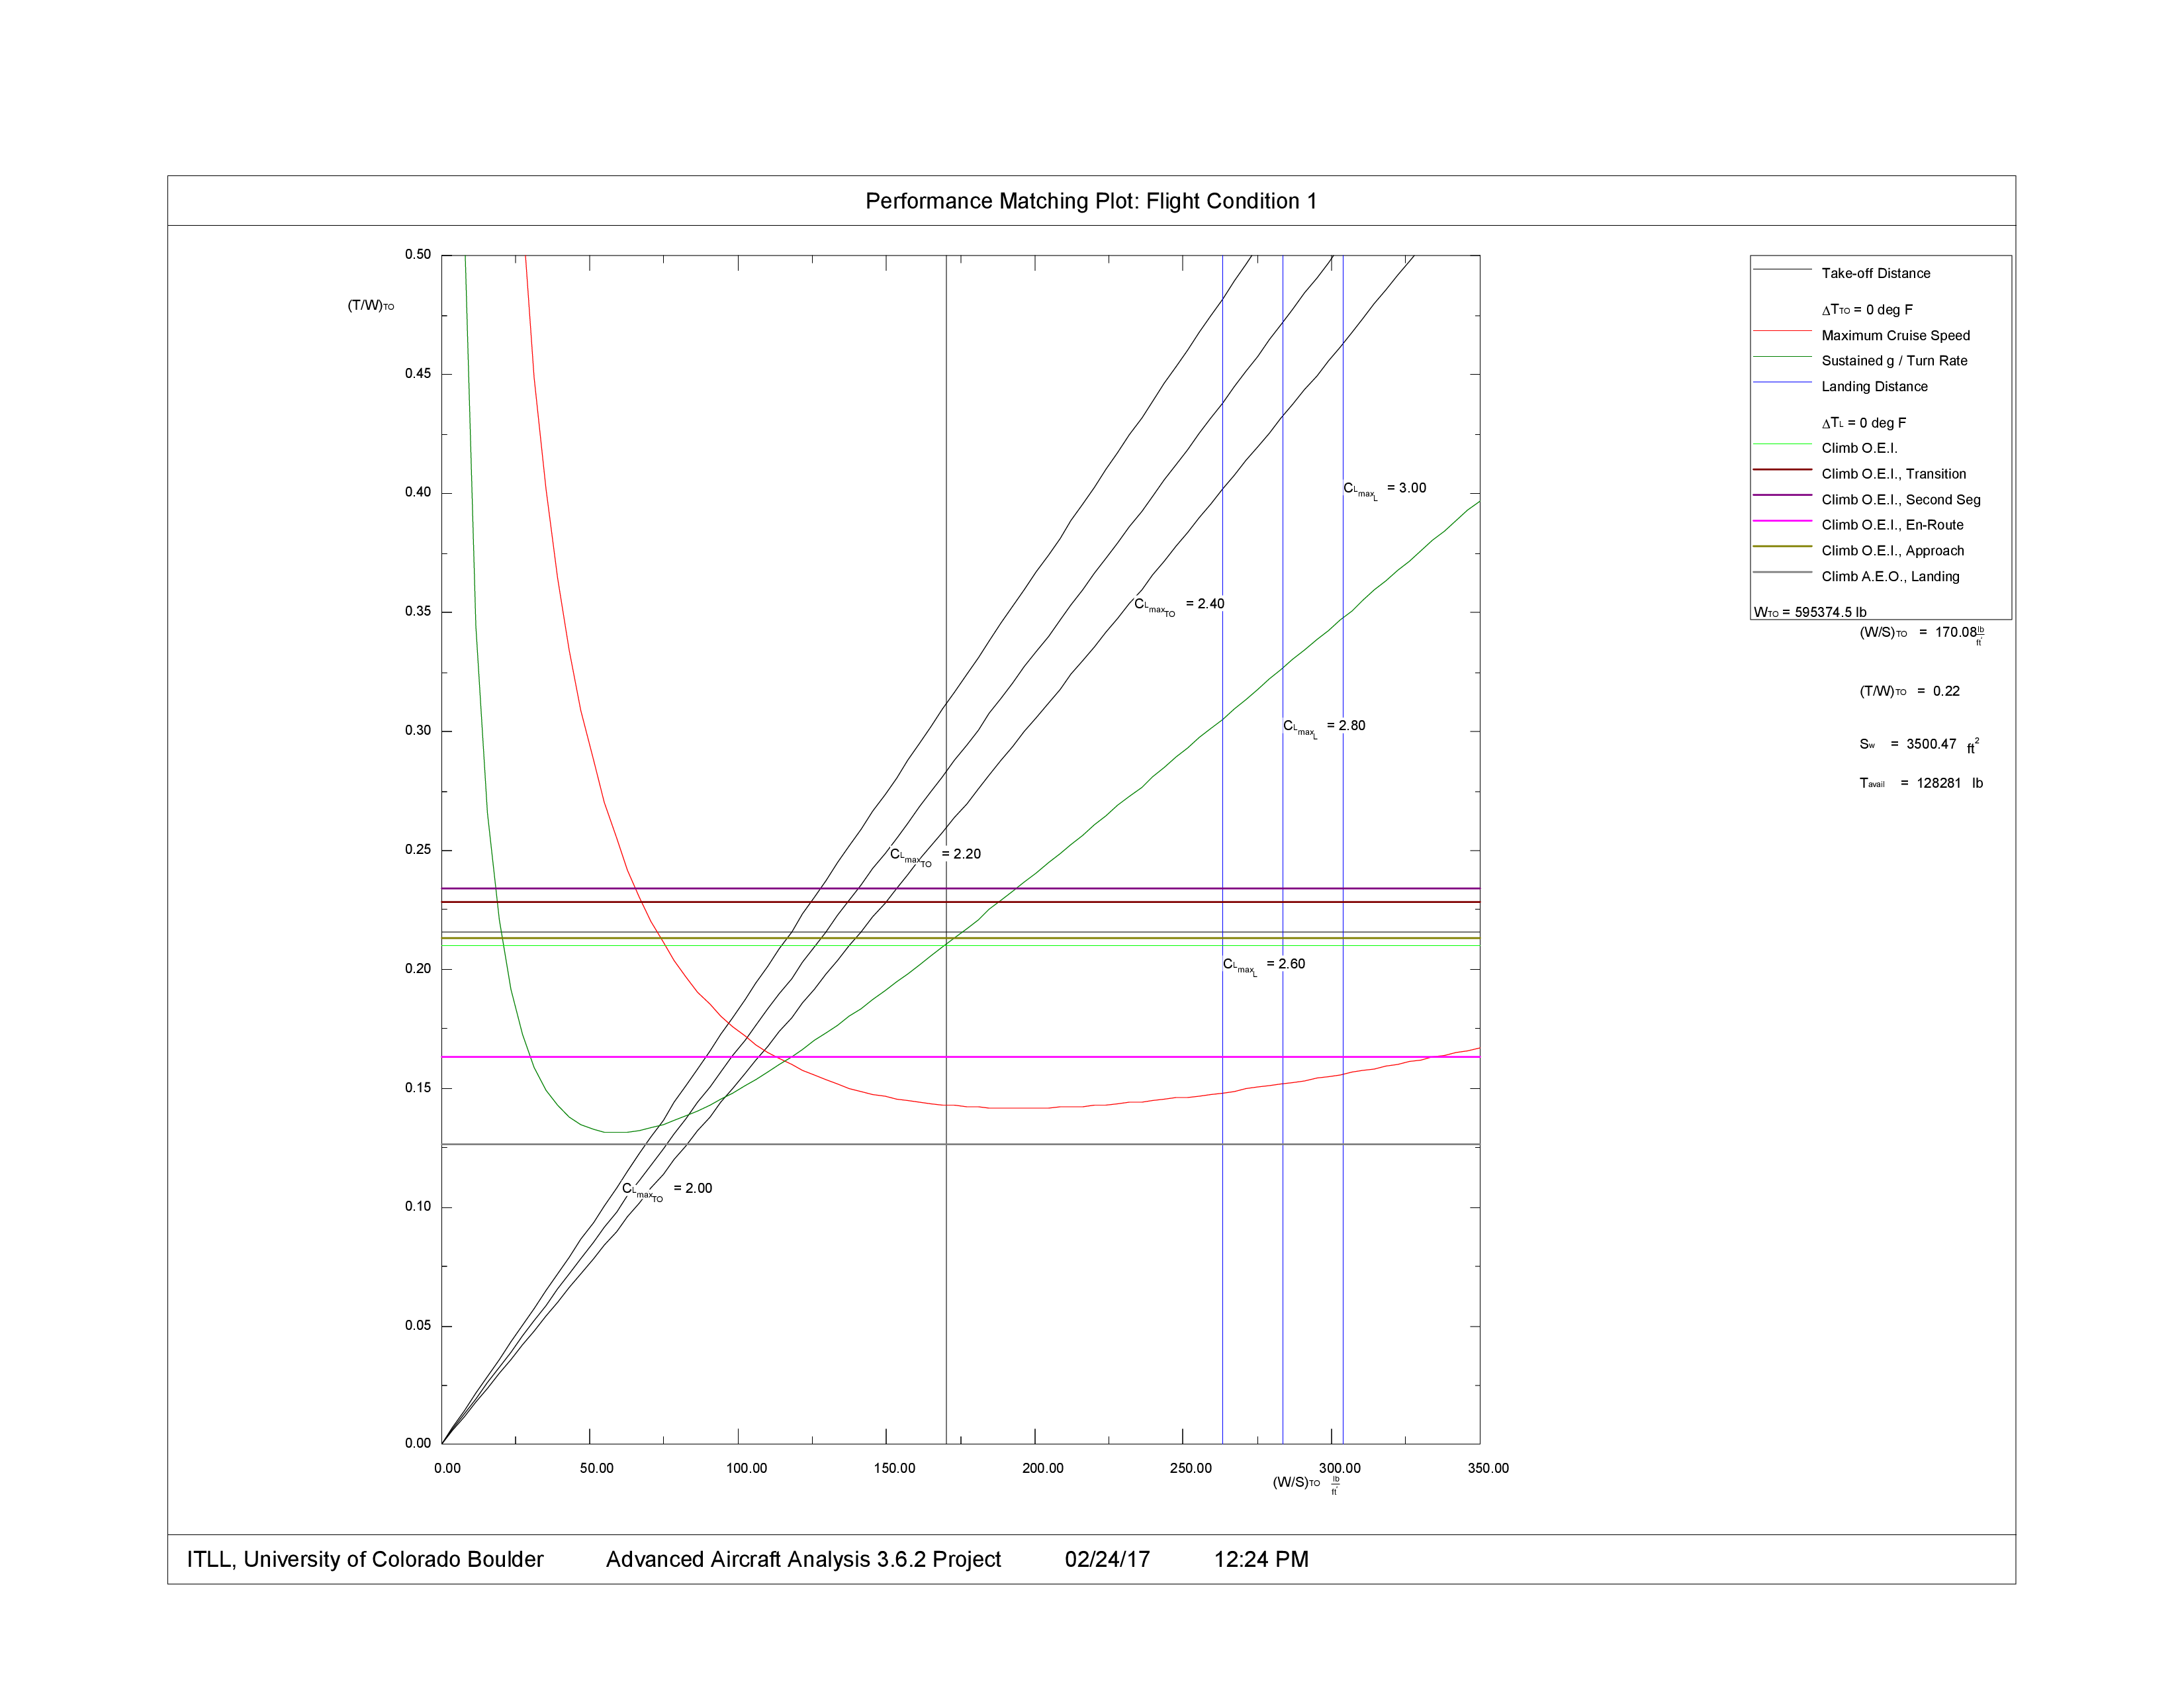 Performance Matching Plot: Flight Condition 1
0.50
(T/W)TO
0.45
0.40
0.35
0.30
0.25
0.20
0.15
0.10
0.05
0.00
CLmaxL = 3.00
CLmaxTO = 2.40
CLmaxL = 2.80
CLmaxTO = 2.20
CLmaxL = 2.60
CLmaxTO = 2.00
0.00 50.00 100.00 150.00 200.00 250.00 300.00 350.00
(W/S)TO lb/ft
Take-off Distance
ΔTTO = 0 deg F
Maximum Cruise Speed
Sustained g / Turn Rate
Landing Distance
ΔTL = 0 deg F
Climb O.E.I.
Climb O.E.I., Transition
Climb O.E.I., Second Seg
Climb O.E.I., En-Route
Climb O.E.I., Approach
Climb A.E.O., Landing
WTO = 595374.5 lb
(W/S)TO = 170.08 lb/ft
(T/W)TO = 0.22
Sw = 3500.47 ft2
Tavail = 128281 lb
ITLL, University of Colorado Boulder Advanced Aircraft Analysis 3.6.2 Project 02/24/17 12:24 PM